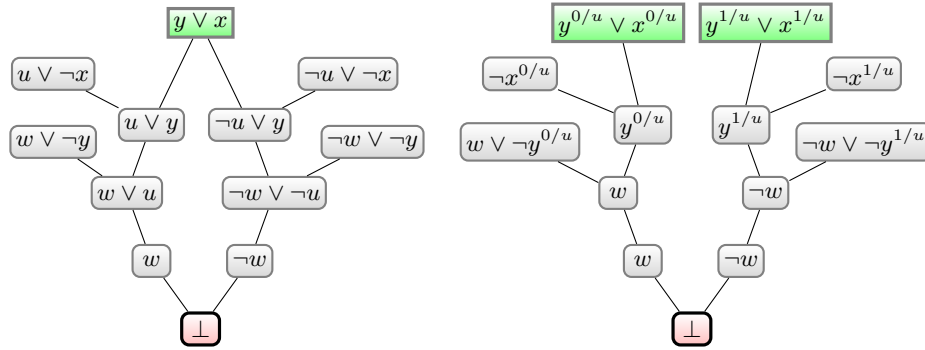 y ∨ x
y^{0/u} ∨ x^{0/u}
y^{1/u} ∨ x^{1/u}
u ∨ ¬x
¬u ∨ ¬x
¬x^{0/u}
¬x^{1/u}
u ∨ y
¬u ∨ y
y^{0/u}
y^{1/u}
w ∨ ¬y
¬w ∨ ¬y
w ∨ ¬y^{0/u}
¬w ∨ ¬y^{1/u}
w ∨ u
¬w ∨ ¬u
w
¬w
w
¬w
w
¬w
⊥
⊥